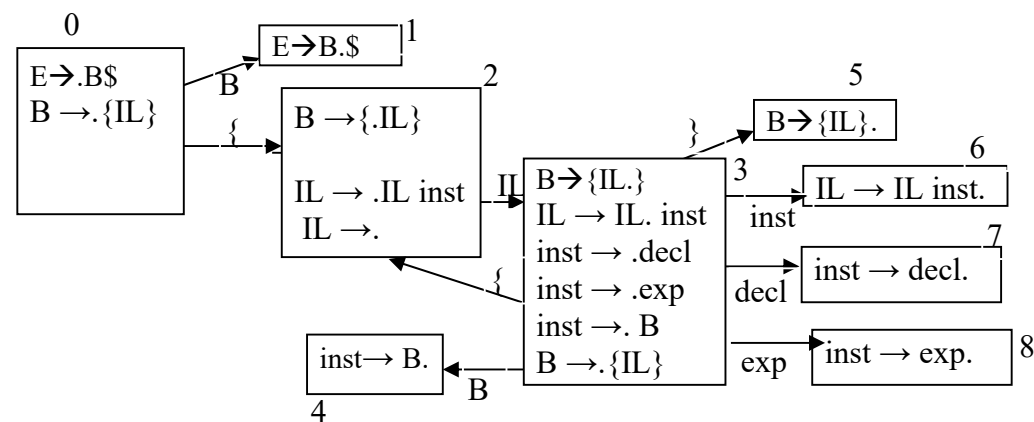 0
E→.B$
B →.{IL}
B
{
E→B.$
1
2
B →{.IL}
IL → .IL inst
IL →.
IL
{
3
B→{IL.}
IL → IL. inst
inst → .decl
inst → .exp
inst →. B
B →.{IL}
}
5
B→{IL}.
inst
6
IL → IL inst.
decl
7
inst → decl.
exp
inst → exp.
8
B
inst→ B.
4